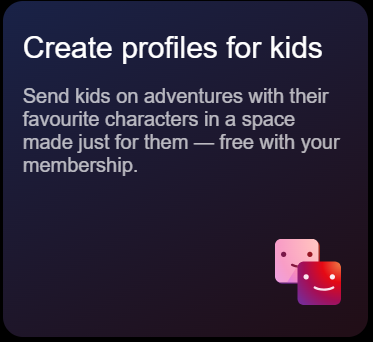 Create profiles for kids
Send kids on adventures with their
favourite characters in a space
made just for them — free with your
membership.